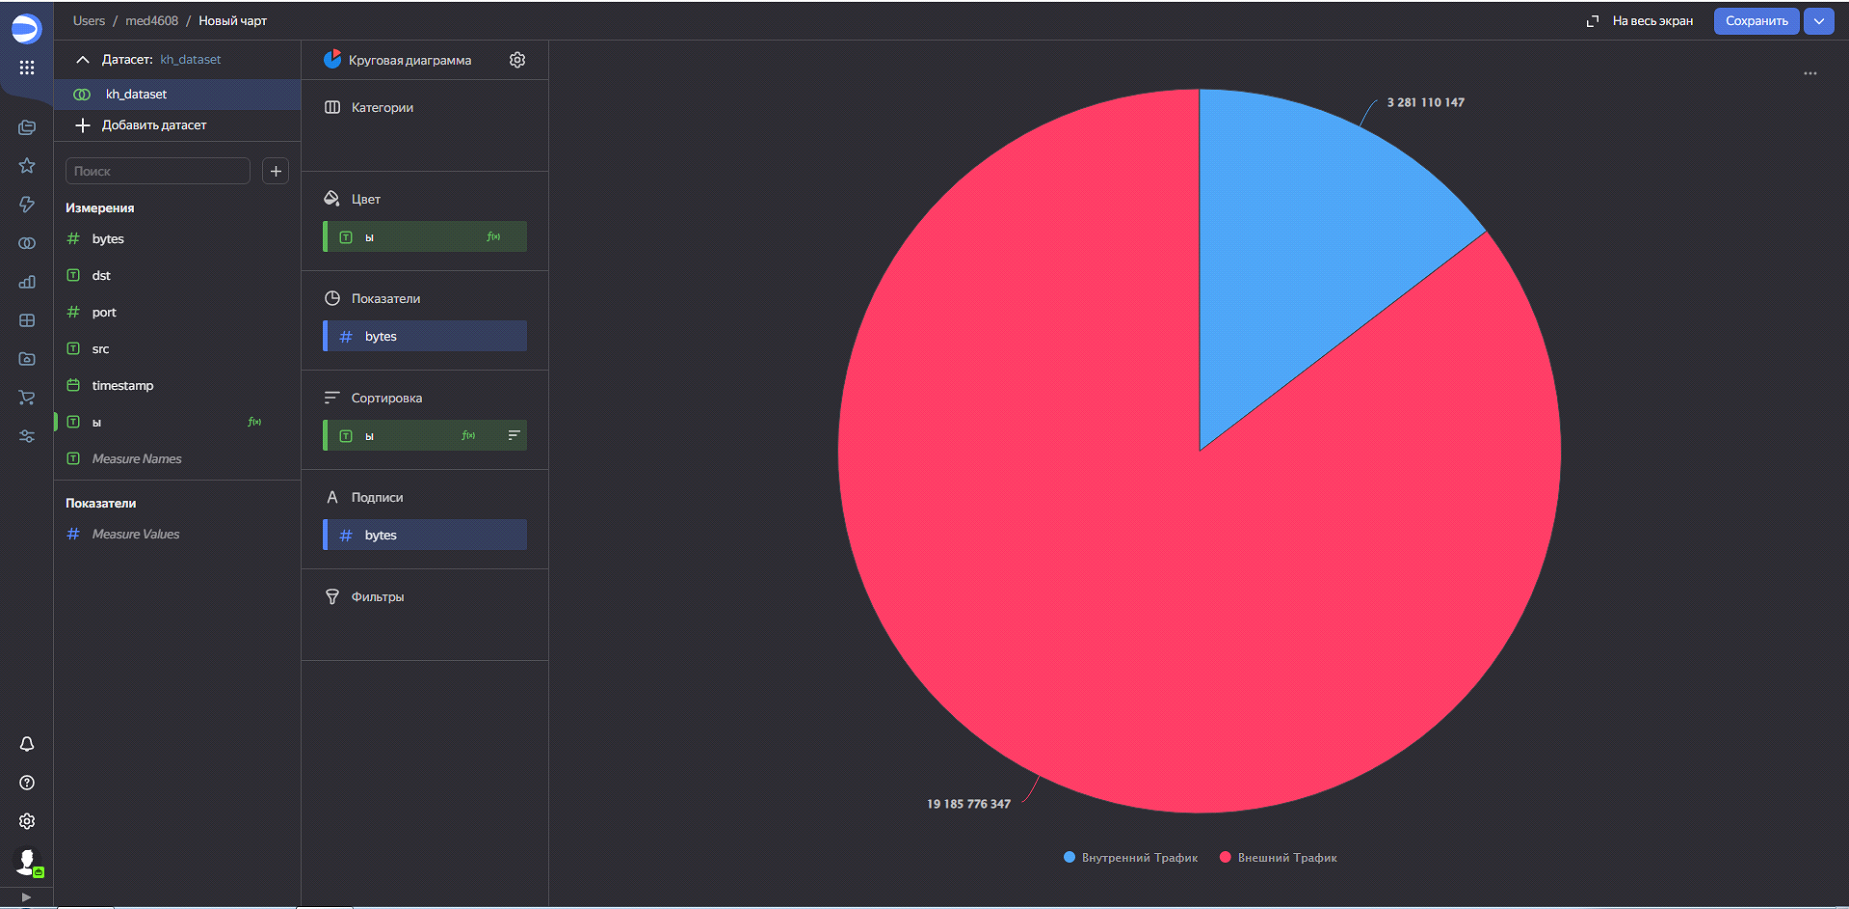 Users / med4608 / Новый чарт
На весь экран
Сохранить
Датасет: kh_dataset
kh_dataset
Добавить датасет
Поиск
Измерения
bytes
dst
port
src
timestamp
ы
Measure Names
Показатели
Measure Values
Круговая диаграмма
Категории
Цвет
ы
Показатели
bytes
Сортировка
ы
Подписи
bytes
Фильтры
3 281 110 147
19 185 776 347
Внутренний Трафик
Внешний Трафик